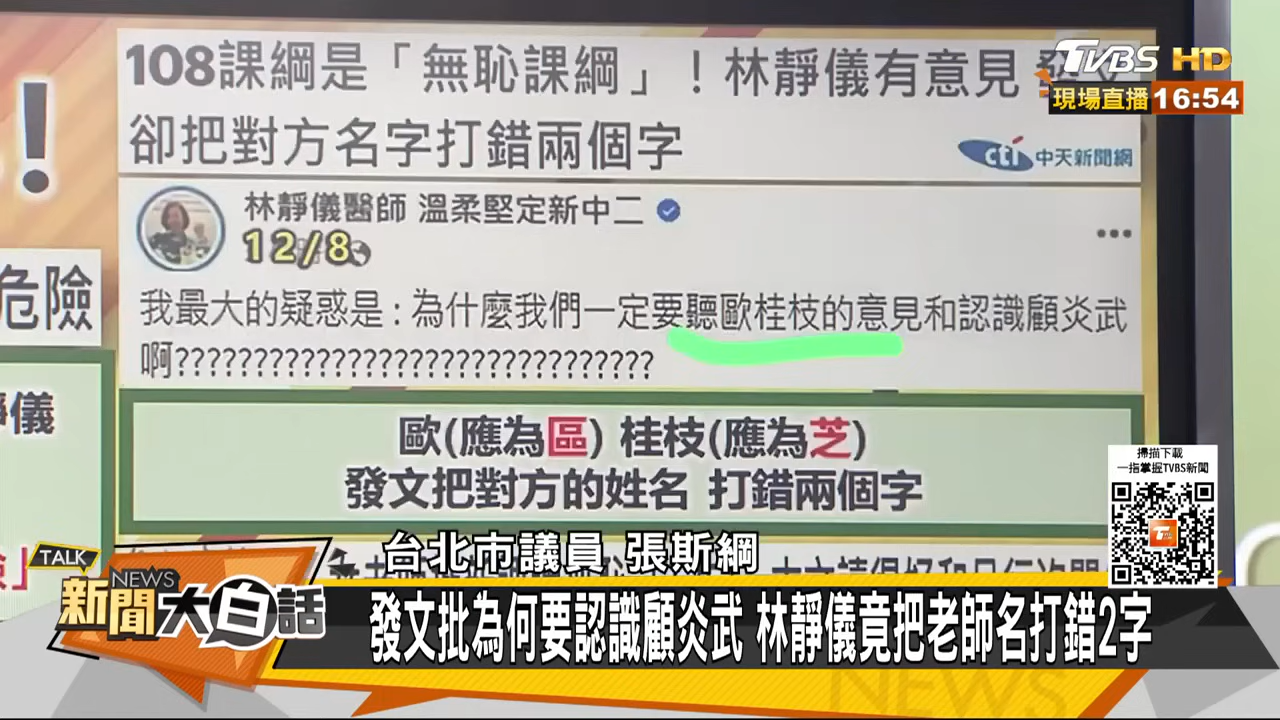 108課綱是「無恥課綱」！林靜儀有意見
卻把對方名字打錯兩個字
TVBS HD
現場直播 16:54
cti 中天新聞網
!
林靜儀醫師 溫柔堅定新中二
12/8
危險
我最大的疑惑是:為什麼我們一定要聽歐桂枝的意見和認識顧炎武
啊??????????????????????????????
靜儀
歐(應為區) 桂枝(應為芝)
發文把對方的姓名 打錯兩個字
掃描下載
一指掌握TVBS新聞
台北市議員 張斯綱
TALK
NEWS
新聞大白話
發文批為何要認識顧炎武 林靜儀竟把老師名打錯2字
NEWS